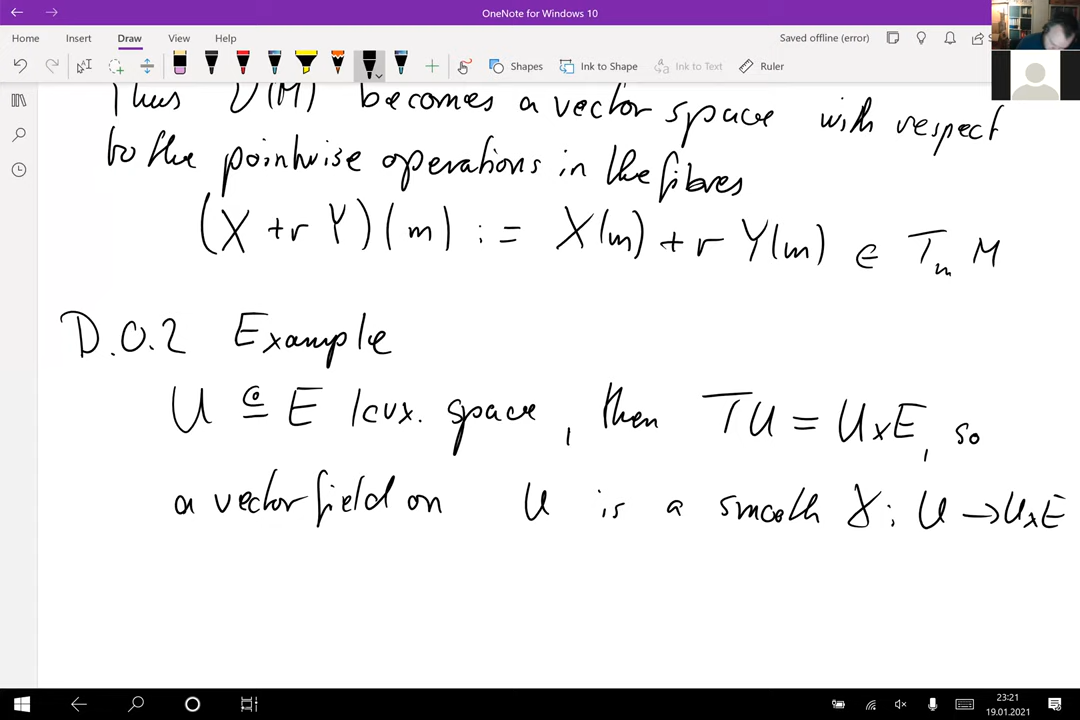 OneNote for Windows 10
Home Insert Draw View Help
Saved offline (error)
Shapes Ink to Shape Ink to Text Ruler
Thus V(M) becomes a vector space with respect
to the pointwise operations in the fibres
(X + r Y)(m) := X(m) + r Y(m) ∈ T_m M
D.0.2 Example
U ⊆° E lcvx. space, then TU = U×E, so
a vector field on U is a smooth X: U → U×E
23:21
19.01.2021